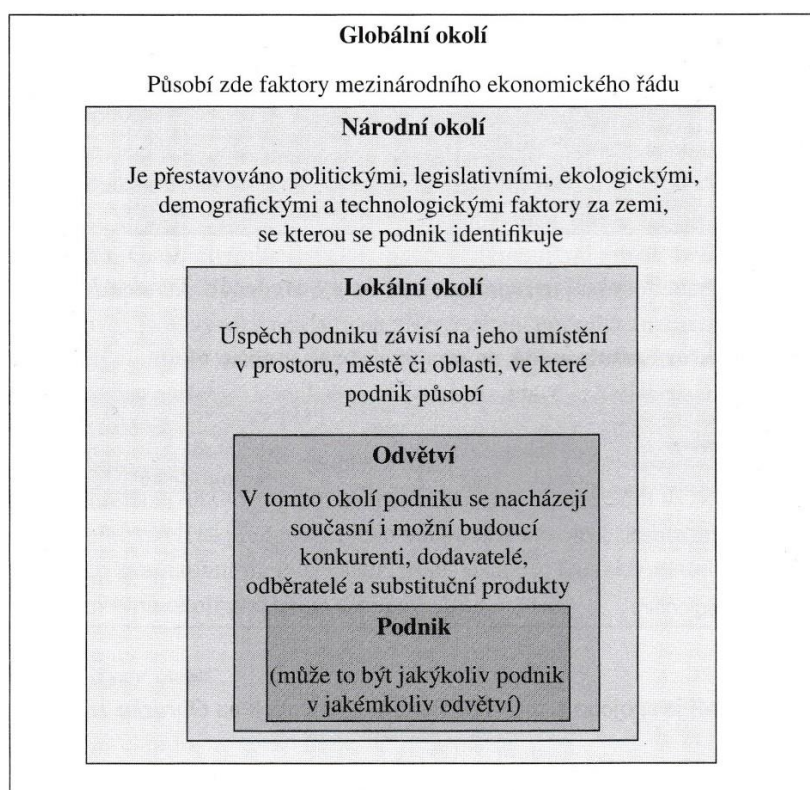 Globální okolí
Působí zde faktory mezinárodního ekonomického řádu
Národní okolí
Je přestavováno politickými, legislativními, ekologickými,
demografickými a technologickými faktory za zemi,
se kterou se podnik identifikuje
Lokální okolí
Úspěch podniku závisí na jeho umístění
v prostoru, městě či oblasti, ve které
podnik působí
Odvětví
V tomto okolí podniku se nacházejí
současní i možní budoucí
konkurenti, dodavatelé,
odběratelé a substituční produkty
Podnik
(může to být jakýkoliv podnik
v jakémkoliv odvětví)